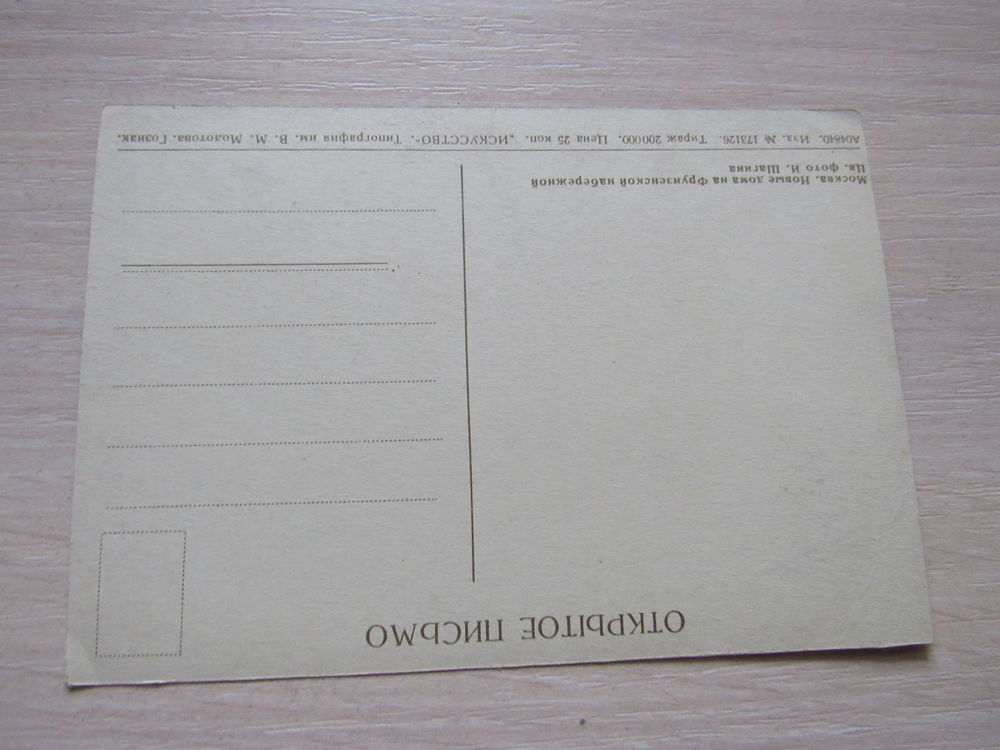 ОТКРЫТОЕ ПИСЬМО
Москва. Новые дома на Фрунзенской набережной
Цв. фото И. Шагина
А04840. Изд. № 173126. Тираж 200 000. Цена 25 коп. „ИСКУССТВО“. Типография им. В. М. Молотова. Гознак.